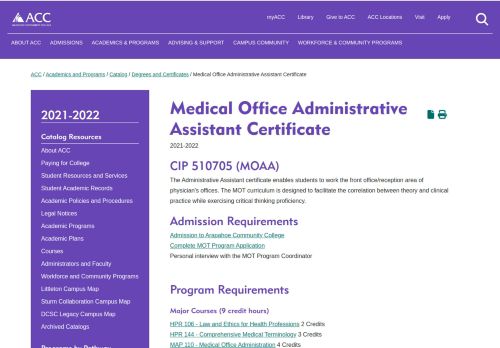 myACC Library Give to ACC ACC Locations Visit Apply
ACC
ABOUT ACC ADMISSIONS ACADEMICS & PROGRAMS ADVISING & SUPPORT CAMPUS COMMUNITY WORKFORCE & COMMUNITY PROGRAMS
ACC / Academics and Programs / Catalog / Degrees and Certificates / Medical Office Administrative Assistant Certificate
2021-2022
Catalog Resources
About ACC
Paying for College
Student Resources and Services
Student Academic Records
Academic Policies and Procedures
Legal Notices
Academic Programs
Academic Plans
Courses
Administrators and Faculty
Workforce and Community Programs
Littleton Campus Map
Sturm Collaboration Campus Map
DCSC Legacy Campus Map
Archived Catalogs
Programs by Pathway
Medical Office Administrative
Assistant Certificate
2021-2022
CIP 510705 (MOAA)
The Administrative Assistant certificate enables students to work the front office/reception area of
physician's offices. The MOT curriculum is designed to facilitate the correlation between theory and clinical
practice while exercising critical thinking proficiency.
Admission Requirements
Admission to Arapahoe Community College
Complete MOT Program Application
Personal interview with the MOT Program Coordinator
Program Requirements
Major Courses (9 credit hours)
HPR 106 - Law and Ethics for Health Professions 2 Credits
HPR 144 - Comprehensive Medical Terminology 3 Credits
MAP 110 - Medical Office Administration 4 Credits